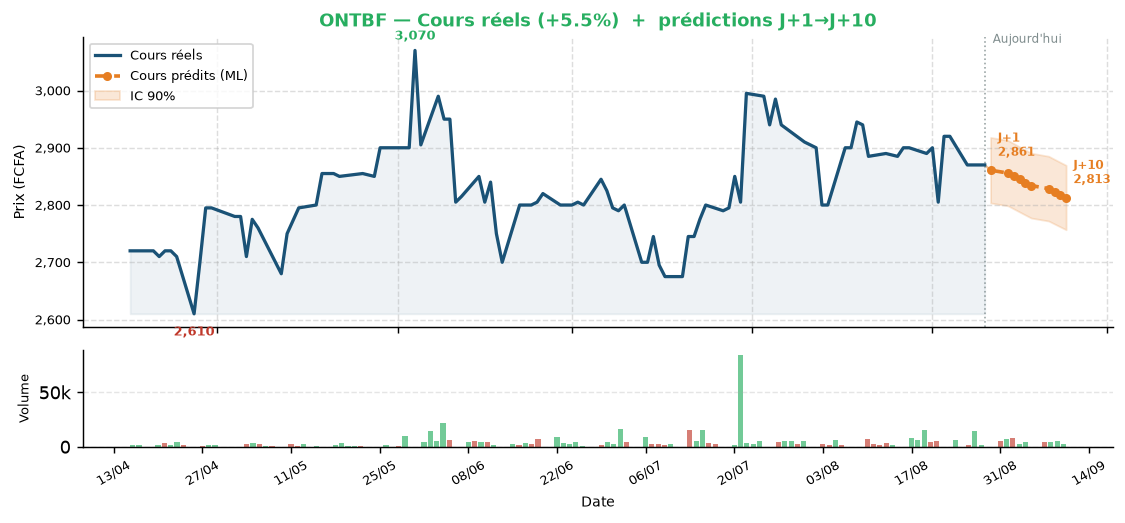 ONTBF — Cours réels (+5.5%)  +  prédictions J+1→J+10
3,070
Aujourd'hui
Cours réels
Cours prédits (ML)
IC 90%
Prix (FCFA)
3,000
2,900
2,800
2,700
2,600
J+1
2,861
J+10
2,813
2,610
Volume
50k
0
13/04
27/04
11/05
25/05
08/06
22/06
06/07
20/07
03/08
17/08
31/08
14/09
Date